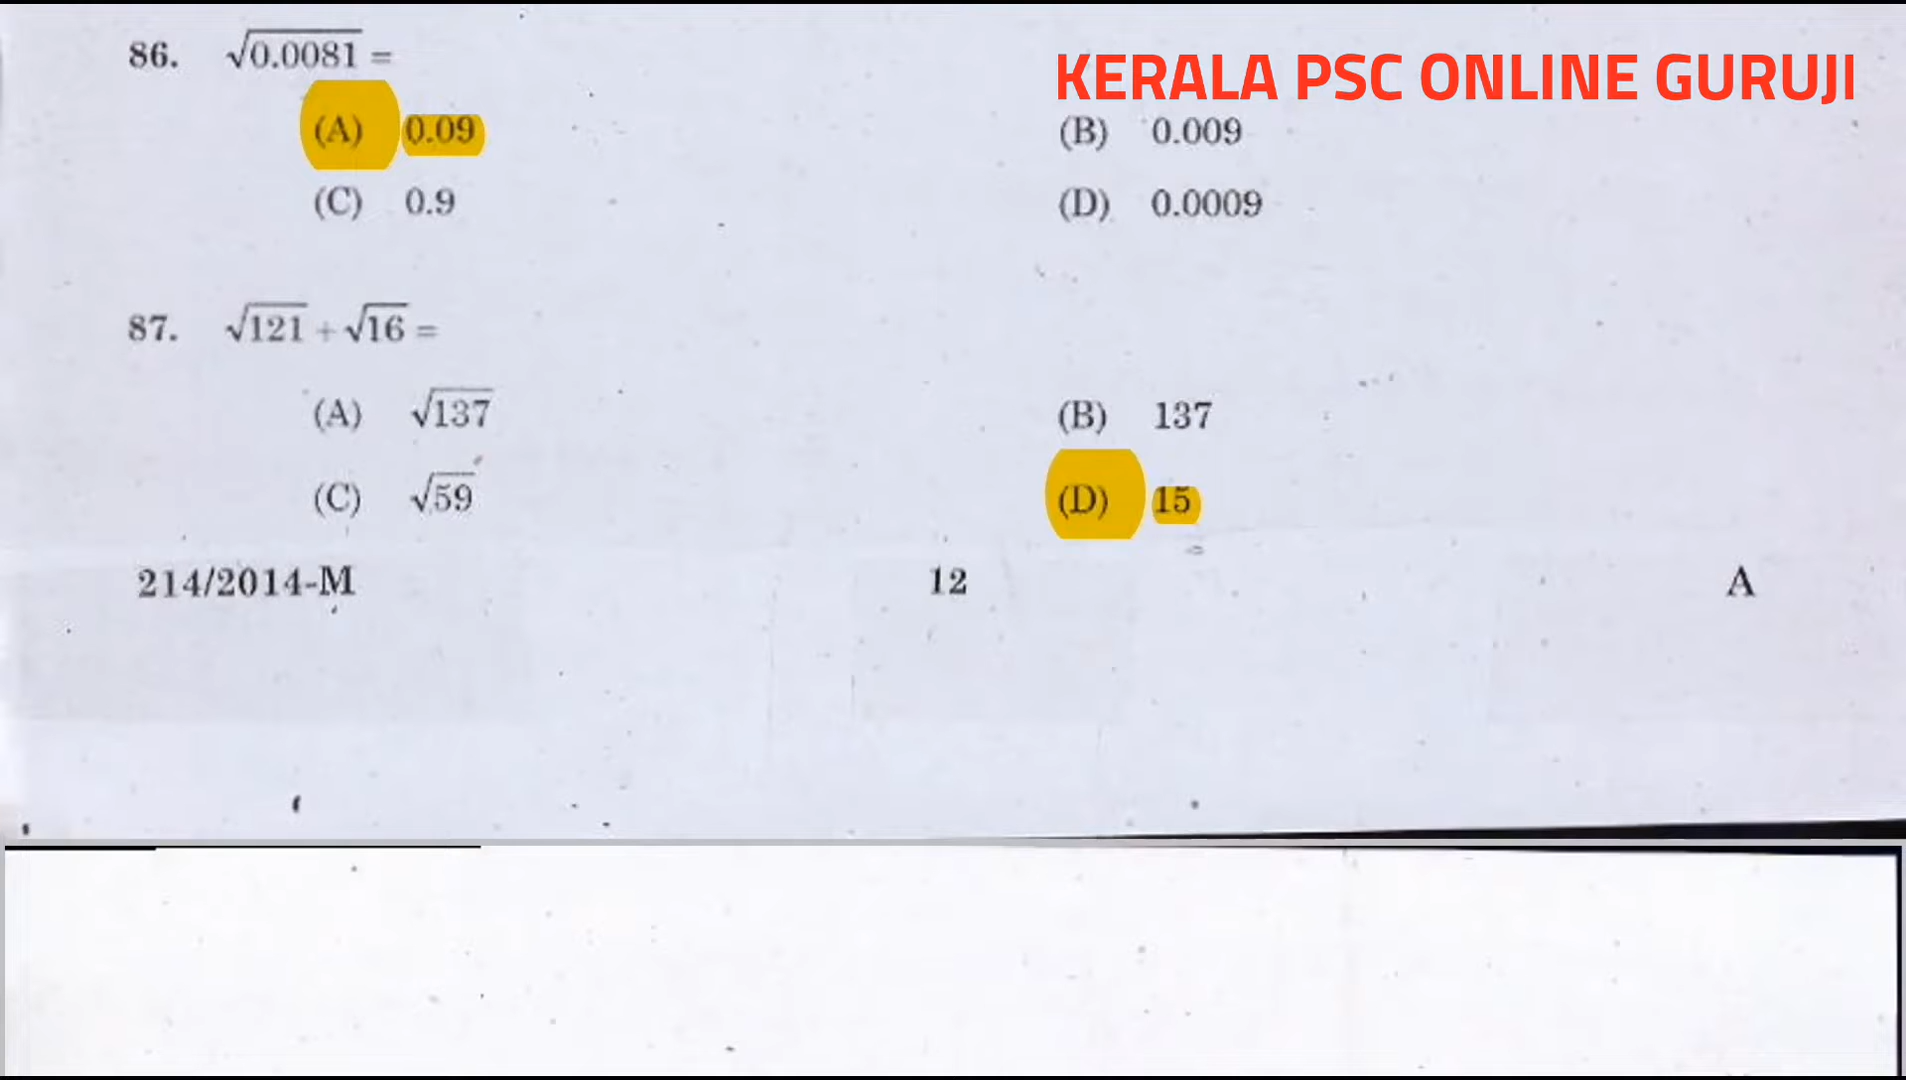 86. √0.0081 =
KERALA PSC ONLINE GURUJI
(A) 0.09 (B) 0.009
(C) 0.9 (D) 0.0009
87. √121 + √16 =
(A) √137 (B) 137
(C) √59 (D) 15
214/2014-M 12 A